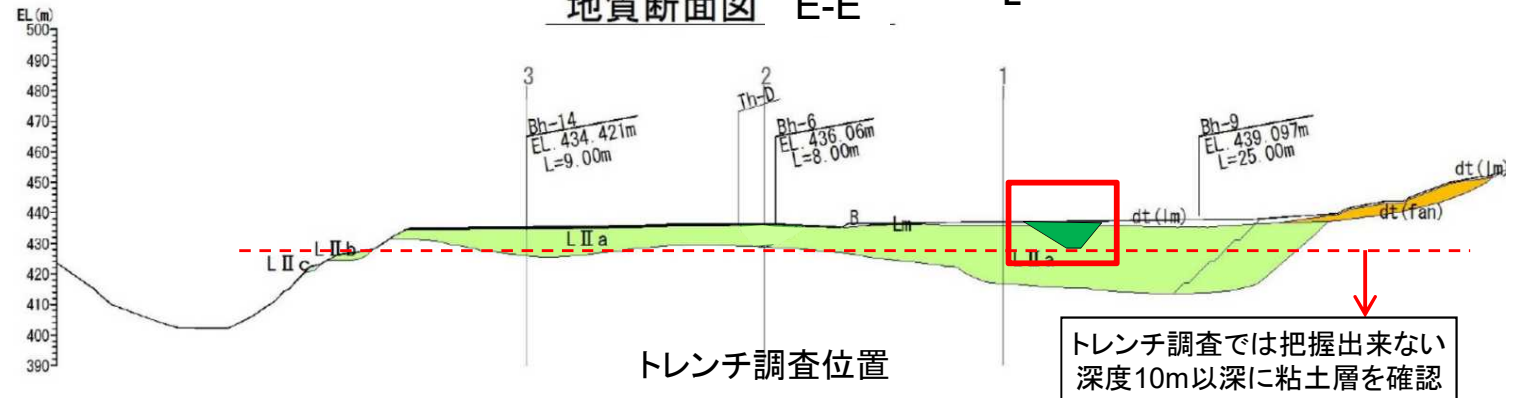 地質断面図 E-E
EL(m)
500
490
480
470
460
450
440
430
420
410
400
390
3
2
1
Bh-14
EL. 434.421m
L=9.00m
Th-D
Bh-6
EL. 436.06m
L=8.00m
Bh-9
EL. 439.097m
L=25.00m
dt(lm)
dt(fan)
dt(lm)
B
Lm
LⅡa
LⅡa
LⅡb
LⅡc
トレンチ調査位置
トレンチ調査では把握出来ない
深度10m以深に粘土層を確認